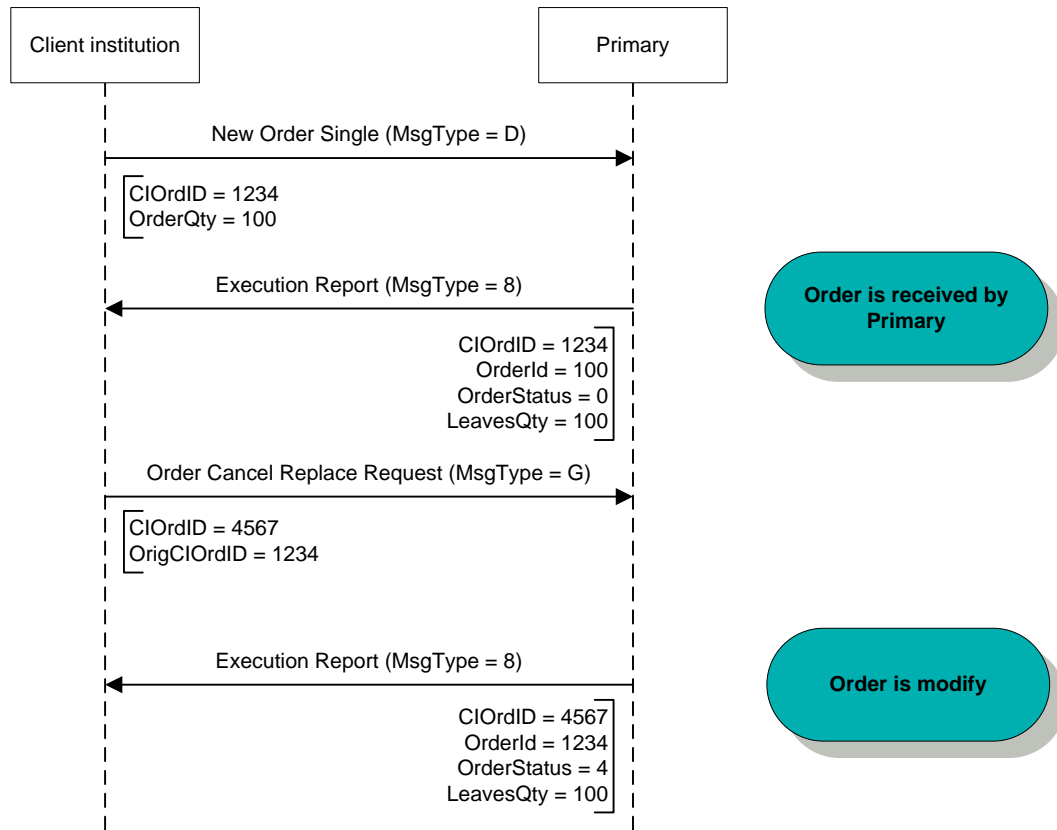 Client institution
Primary
New Order Single (MsgType = D)
ClOrdID = 1234
OrderQty = 100
Execution Report (MsgType = 8)
Order is received by
Primary
ClOrdID = 1234
OrderId = 100
OrderStatus = 0
LeavesQty = 100
Order Cancel Replace Request (MsgType = G)
ClOrdID = 4567
OrigClOrdID = 1234
Execution Report (MsgType = 8)
Order is modify
ClOrdID = 4567
OrderId = 1234
OrderStatus = 4
LeavesQty = 100